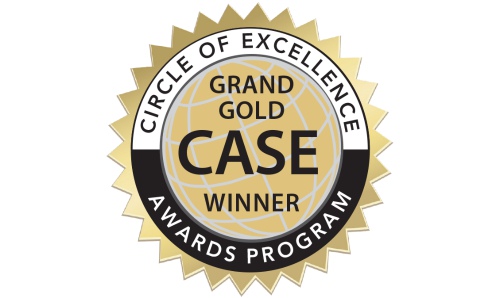 CIRCLE OF EXCELLENCE
GRAND
GOLD
CASE
WINNER
AWARDS PROGRAM